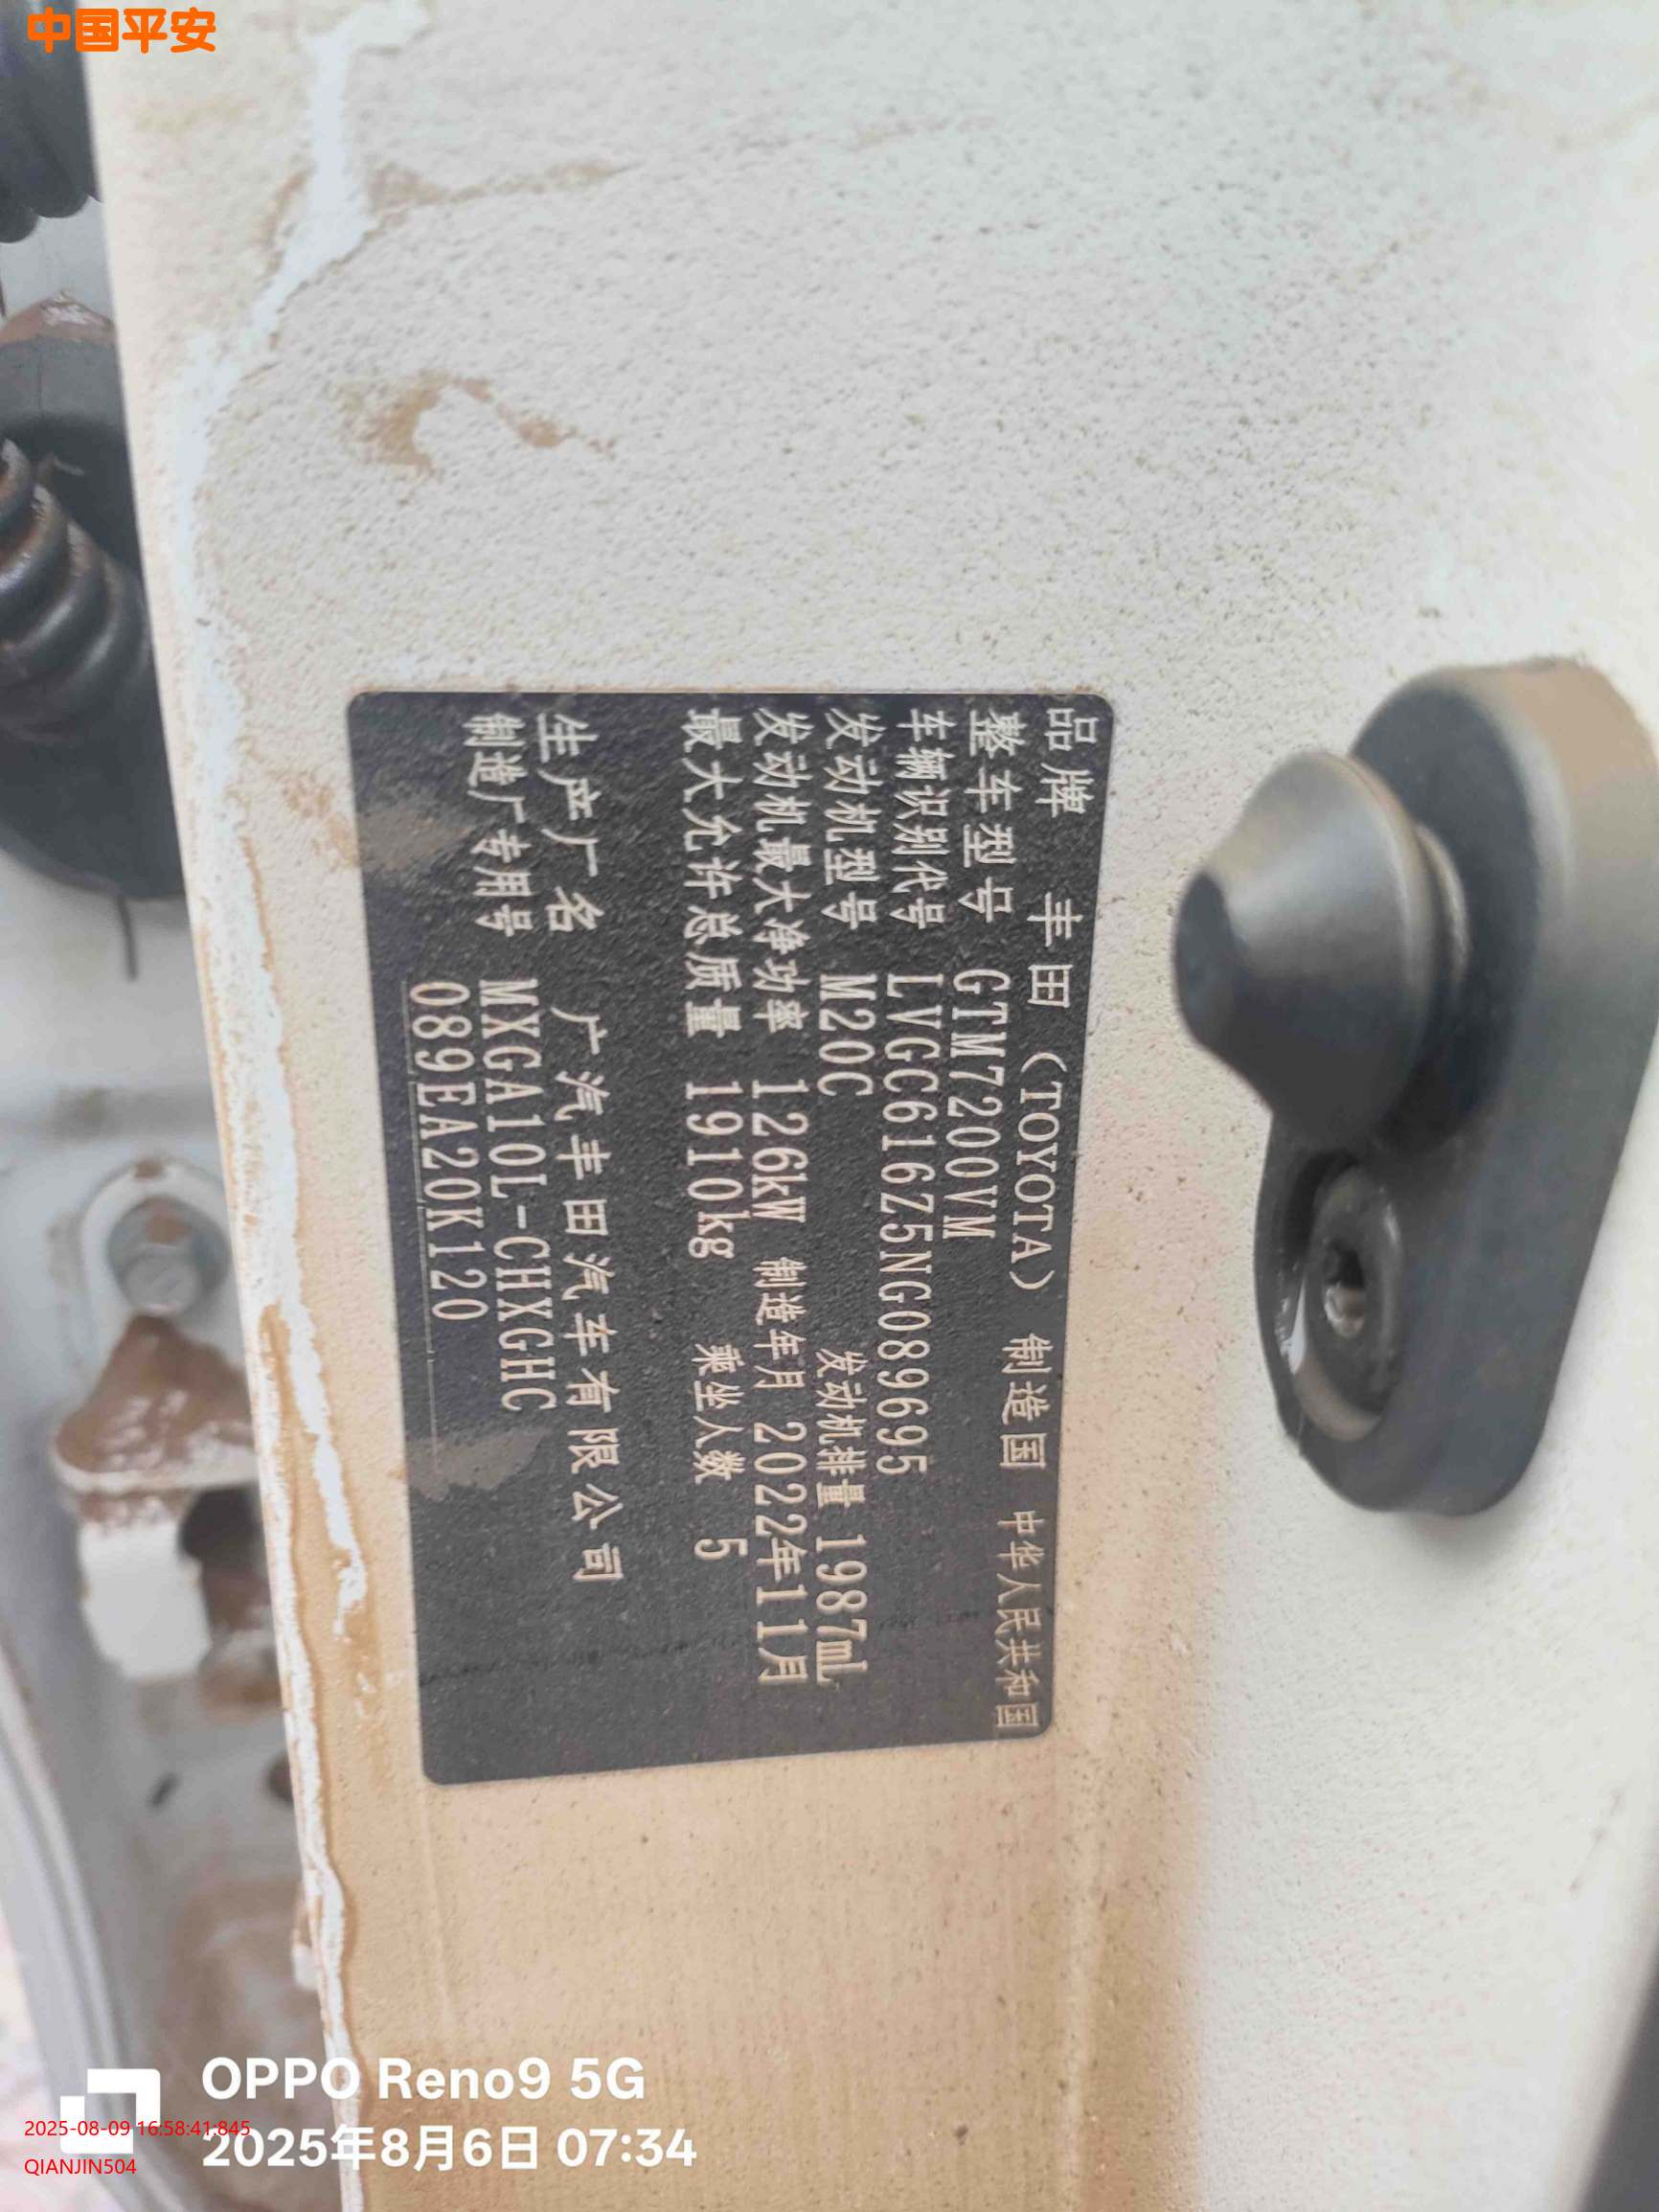 中国平安
品牌 丰田（TOYOTA） 制造国 中华人民共和国
整车型号 GTM7200VM
车辆识别代号 LVGC616Z5NG089695
发动机型号 M20C 发动机排量 1987mL
发动机最大净功率 126kW 制造年月 2022年11月
最大允许总质量 1910kg 乘坐人数 5
生产厂名 广汽丰田汽车有限公司
制造厂专用号 MXGA10L-CHXGHC
089EA20K120
OPPO Reno9 5G
2025年8月6日 07:34
2025-08-09 16:58:41:845
QIANJIN504